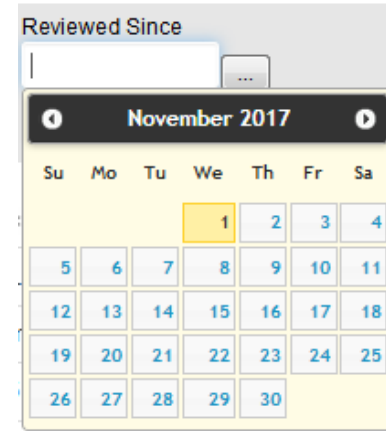 Reviewed Since
...
November 2017
Su Mo Tu We Th Fr Sa
1 2 3 4
5 6 7 8 9 10 11
12 13 14 15 16 17 18
19 20 21 22 23 24 25
26 27 28 29 30